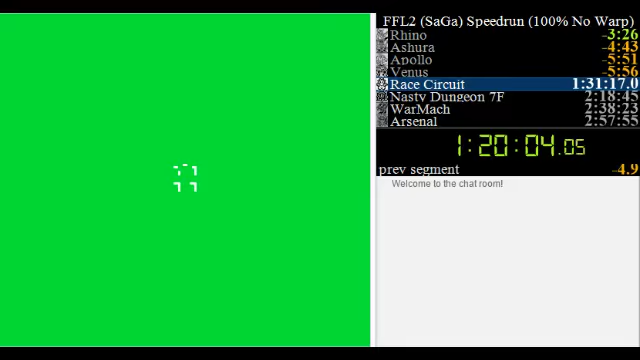 FFL2 (SaGa) Speedrun (100% No Warp)
Rhino -3:26
Ashura -4:43
Apollo -5:51
Venus -5:56
Race Circuit 1:31:17.0
Nasty Dungeon 7F 2:18:45
WarMach 2:38:23
Arsenal 2:57:55
1:20:04.05
prev segment -4.9
Welcome to the chat room!